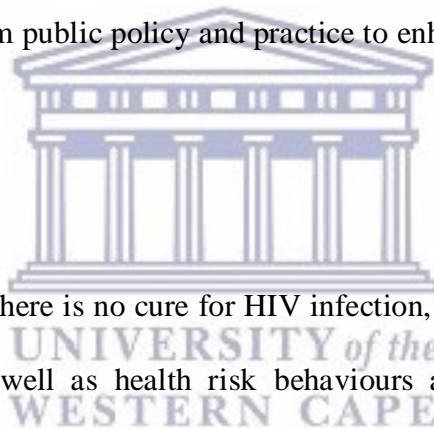 m public policy and practice to enh
here is no cure for HIV infection,
UNIVERSITY of the
well as health risk behaviours a
WESTERN CAPE